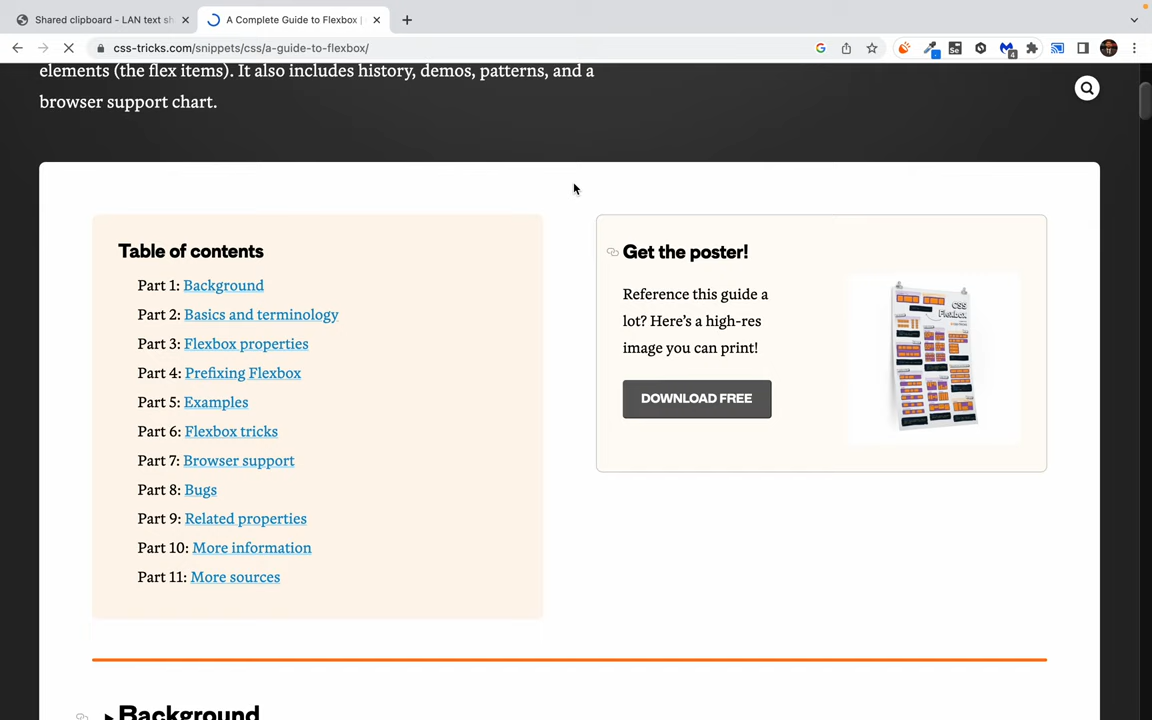 Shared clipboard - LAN text sh
A Complete Guide to Flexbox |
css-tricks.com/snippets/css/a-guide-to-flexbox/
4
elements (the flex items). It also includes history, demos, patterns, and a
browser support chart.
Table of contents
Part 1: Background
Part 2: Basics and terminology
Part 3: Flexbox properties
Part 4: Prefixing Flexbox
Part 5: Examples
Part 6: Flexbox tricks
Part 7: Browser support
Part 8: Bugs
Part 9: Related properties
Part 10: More information
Part 11: More sources
Get the poster!
Reference this guide a
lot? Here’s a high-res
image you can print!
DOWNLOAD FREE
CSS
Flexbox
Background